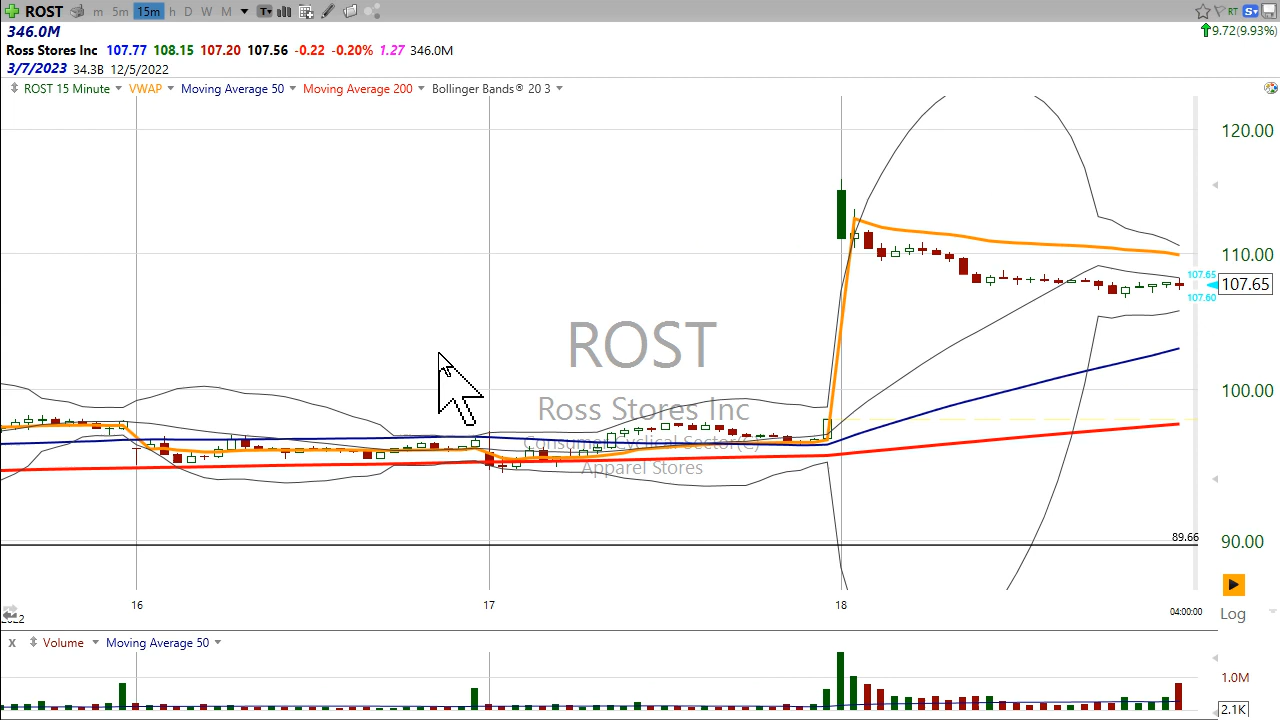 ROST m 5m 15m h D W M T RT S
346.0M 9.72(9.93%)
Ross Stores Inc 107.77 108.15 107.20 107.56 -0.22 -0.20% 1.27 346.0M
3/7/2023 34.3B 12/5/2022
ROST 15 Minute VWAP Moving Average 50 Moving Average 200 Bollinger Bands® 20 3
120.00
110.00
107.65
107.65
107.60
ROST
100.00
Ross Stores Inc
Consumer Cyclical Sector(C)
Apparel Stores
89.66
90.00
16 17 18
04:00:00
Log
X Volume Moving Average 50
1.0M
2.1K